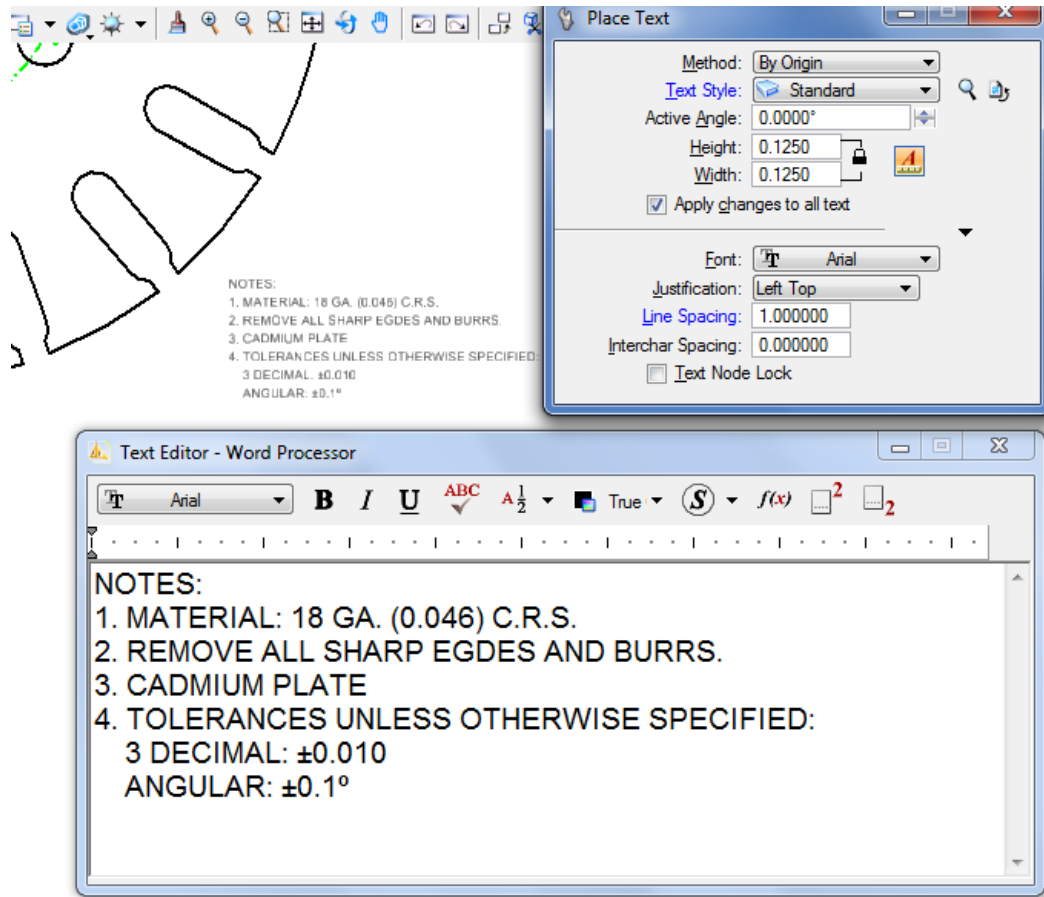 Place Text
Method: By Origin
Text Style: Standard
Active Angle: 0.0000°
Height: 0.1250
Width: 0.1250
Apply changes to all text
Font: Arial
Justification: Left Top
Line Spacing: 1.000000
Interchar Spacing: 0.000000
Text Node Lock
NOTES:
1. MATERIAL: 18 GA. (0.046) C.R.S.
2. REMOVE ALL SHARP EGDES AND BURRS.
3. CADMIUM PLATE
4. TOLERANCES UNLESS OTHERWISE SPECIFIED:
3 DECIMAL: ±0.010
ANGULAR: ±0.1º
Text Editor - Word Processor
Arial B I U ABC A 1/2 True S f(x) 2 2
NOTES:
1. MATERIAL: 18 GA. (0.046) C.R.S.
2. REMOVE ALL SHARP EGDES AND BURRS.
3. CADMIUM PLATE
4. TOLERANCES UNLESS OTHERWISE SPECIFIED:
3 DECIMAL: ±0.010
ANGULAR: ±0.1º